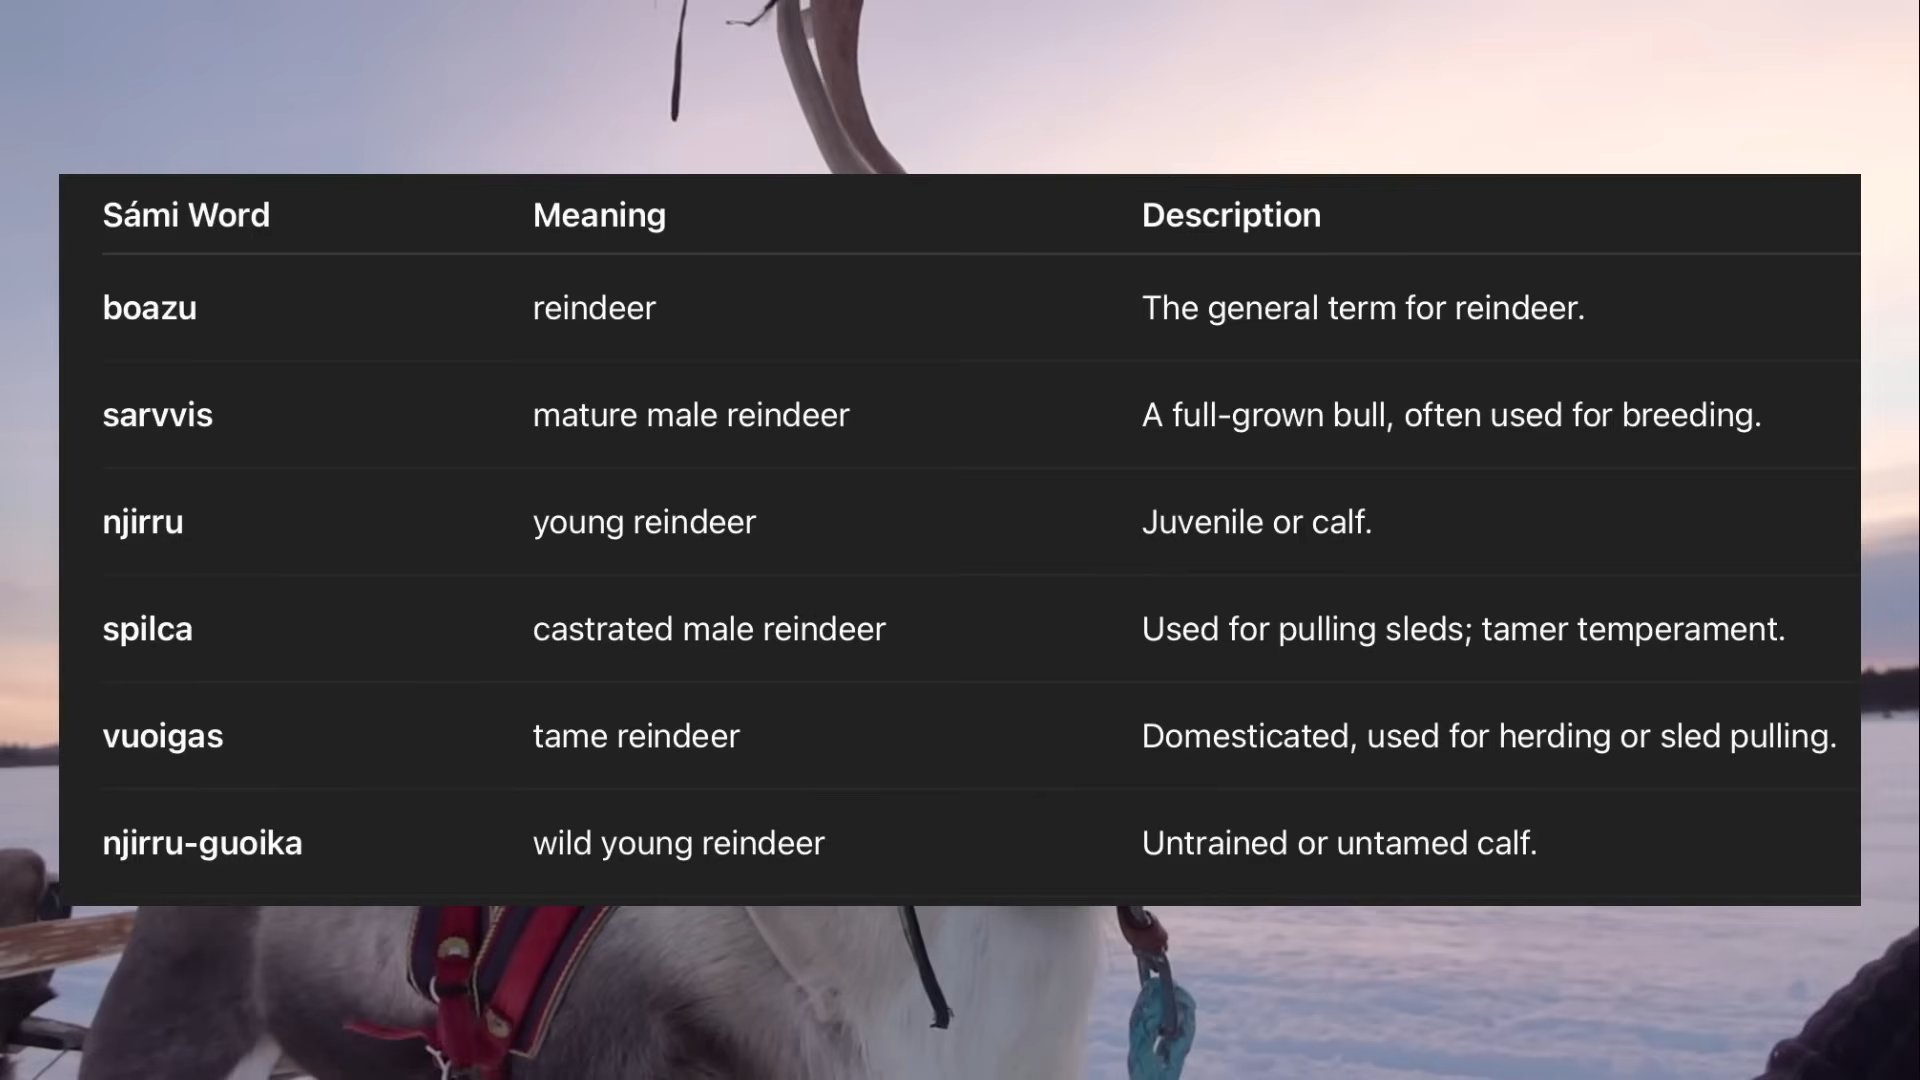 Sámi Word Meaning Description
boazu reindeer The general term for reindeer.
sarvvis mature male reindeer A full-grown bull, often used for breeding.
njirru young reindeer Juvenile or calf.
spilca castrated male reindeer Used for pulling sleds; tamer temperament.
vuoigas tame reindeer Domesticated, used for herding or sled pulling.
njirru-guoika wild young reindeer Untrained or untamed calf.